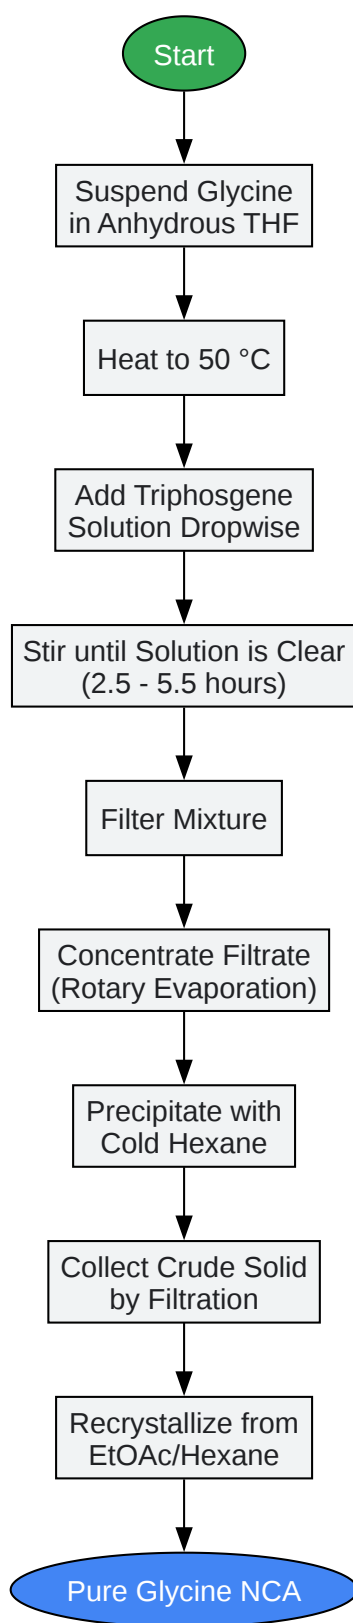 Start
Suspend Glycine
in Anhydrous THF
Heat to 50 °C
Add Triphosgene
Solution Dropwise
Stir until Solution is Clear
(2.5 - 5.5 hours)
Filter Mixture
Concentrate Filtrate
(Rotary Evaporation)
Precipitate with
Cold Hexane
Collect Crude Solid
by Filtration
Recrystallize from
EtOAc/Hexane
Pure Glycine NCA